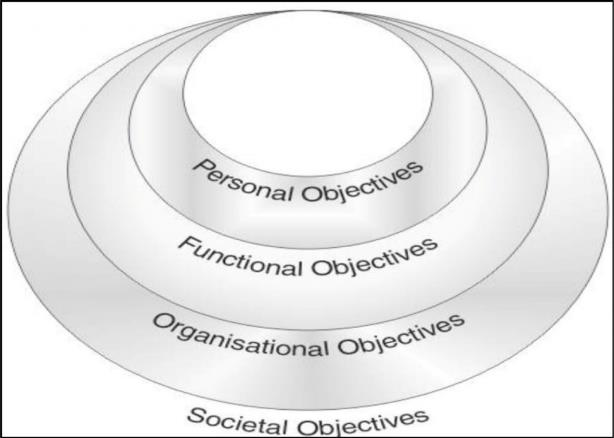 Personal Objectives
Functional Objectives
Organisational Objectives
Societal Objectives